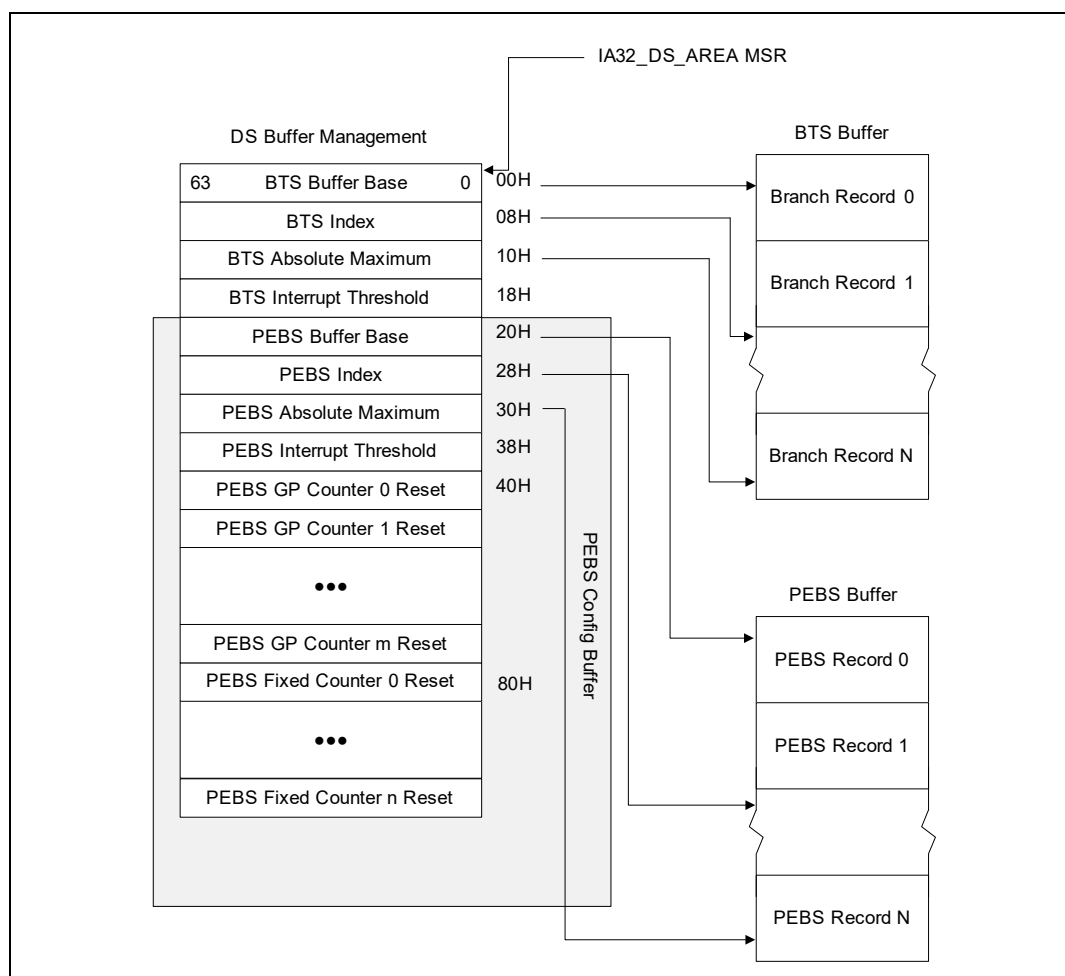 IA32_DS_AREA MSR
DS Buffer Management
63 BTS Buffer Base 0 00H
BTS Index 08H
BTS Absolute Maximum 10H
BTS Interrupt Threshold 18H
PEBS Buffer Base 20H
PEBS Index 28H
PEBS Absolute Maximum 30H
PEBS Interrupt Threshold 38H
PEBS GP Counter 0 Reset 40H
PEBS GP Counter 1 Reset
•••
PEBS GP Counter m Reset
PEBS Fixed Counter 0 Reset 80H
•••
PEBS Fixed Counter n Reset
PEBS Config Buffer
BTS Buffer
Branch Record 0
Branch Record 1
Branch Record N
PEBS Buffer
PEBS Record 0
PEBS Record 1
PEBS Record N